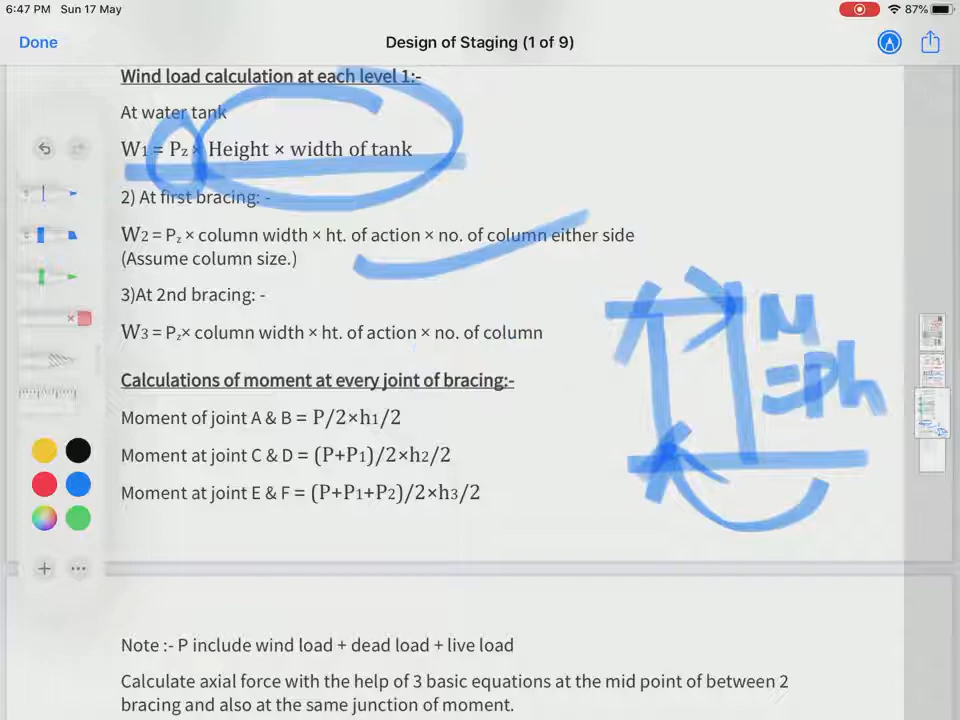 6:47 PM Sun 17 May
87%
Done
Design of Staging (1 of 9)
Wind load calculation at each level 1:-
At water tank
W1 = Pz × Height × width of tank
2) At first bracing: -
W2 = Pz × column width × ht. of action × no. of column either side
(Assume column size.)
3)At 2nd bracing: -
W3 = Pz× column width × ht. of action × no. of column
M
=Ph
Calculations of moment at every joint of bracing:-
Moment of joint A & B = P/2×h1/2
Moment at joint C & D = (P+P1)/2×h2/2
Moment at joint E & F = (P+P1+P2)/2×h3/2
Note :- P include wind load + dead load + live load
Calculate axial force with the help of 3 basic equations at the mid point of between 2
bracing and also at the same junction of moment.